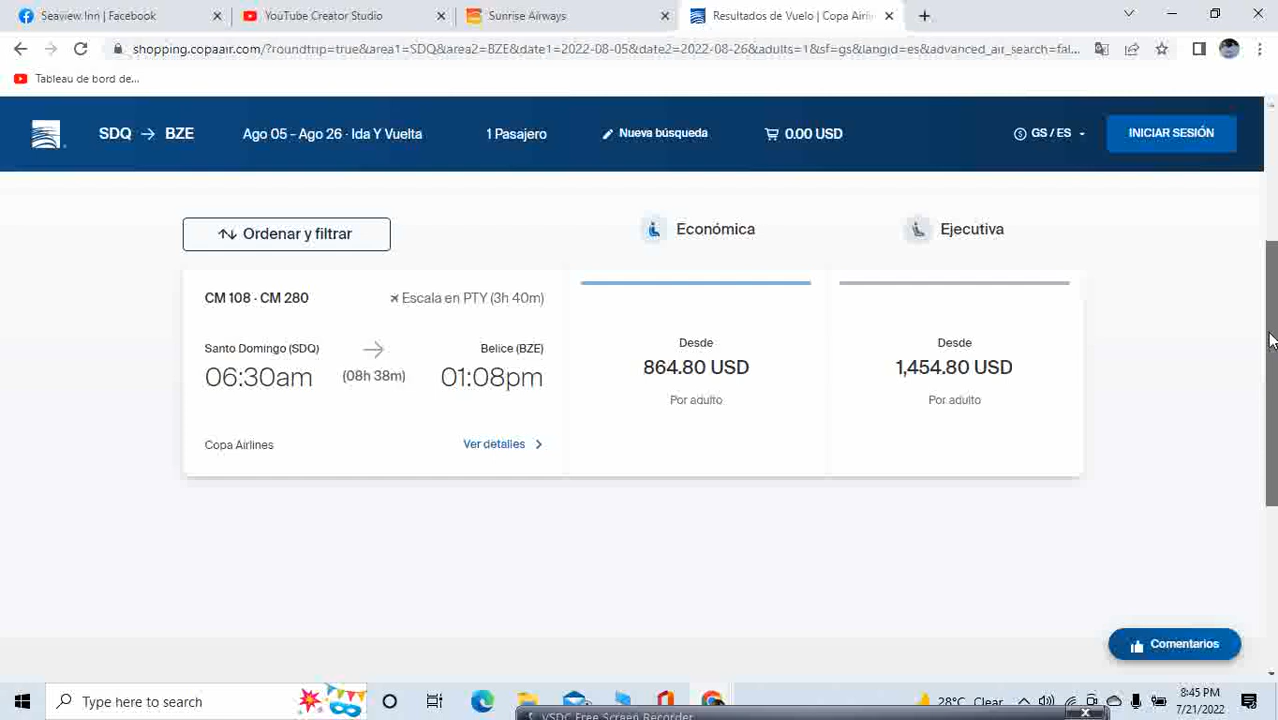 Seaview Inn | Facebook
YouTube Creator Studio
Sunrise Airways
Resultados de Vuelo | Copa Airlin
shopping.copaair.com/?roundtrip=true&area1=SDQ&area2=BZE&date1=2022-08-05&date2=2022-08-26&adults=1&sf=gs&langid=es&advanced_air_search=fal...
Tableau de bord de...
SDQ → BZE
Ago 05 - Ago 26 · Ida Y Vuelta
1 Pasajero
Nueva búsqueda
0.00 USD
GS / ES
INICIAR SESIÓN
Ordenar y filtrar
Económica
Ejecutiva
CM 108 · CM 280
Escala en PTY (3h 40m)
Santo Domingo (SDQ)
Belice (BZE)
06:30am
(08h 38m)
01:08pm
Copa Airlines
Ver detalles
Desde
864.80 USD
Por adulto
Desde
1,454.80 USD
Por adulto
Comentarios
Type here to search
28°C Clear
8:45 PM
7/21/2022
VSDC Free Screen Recorder